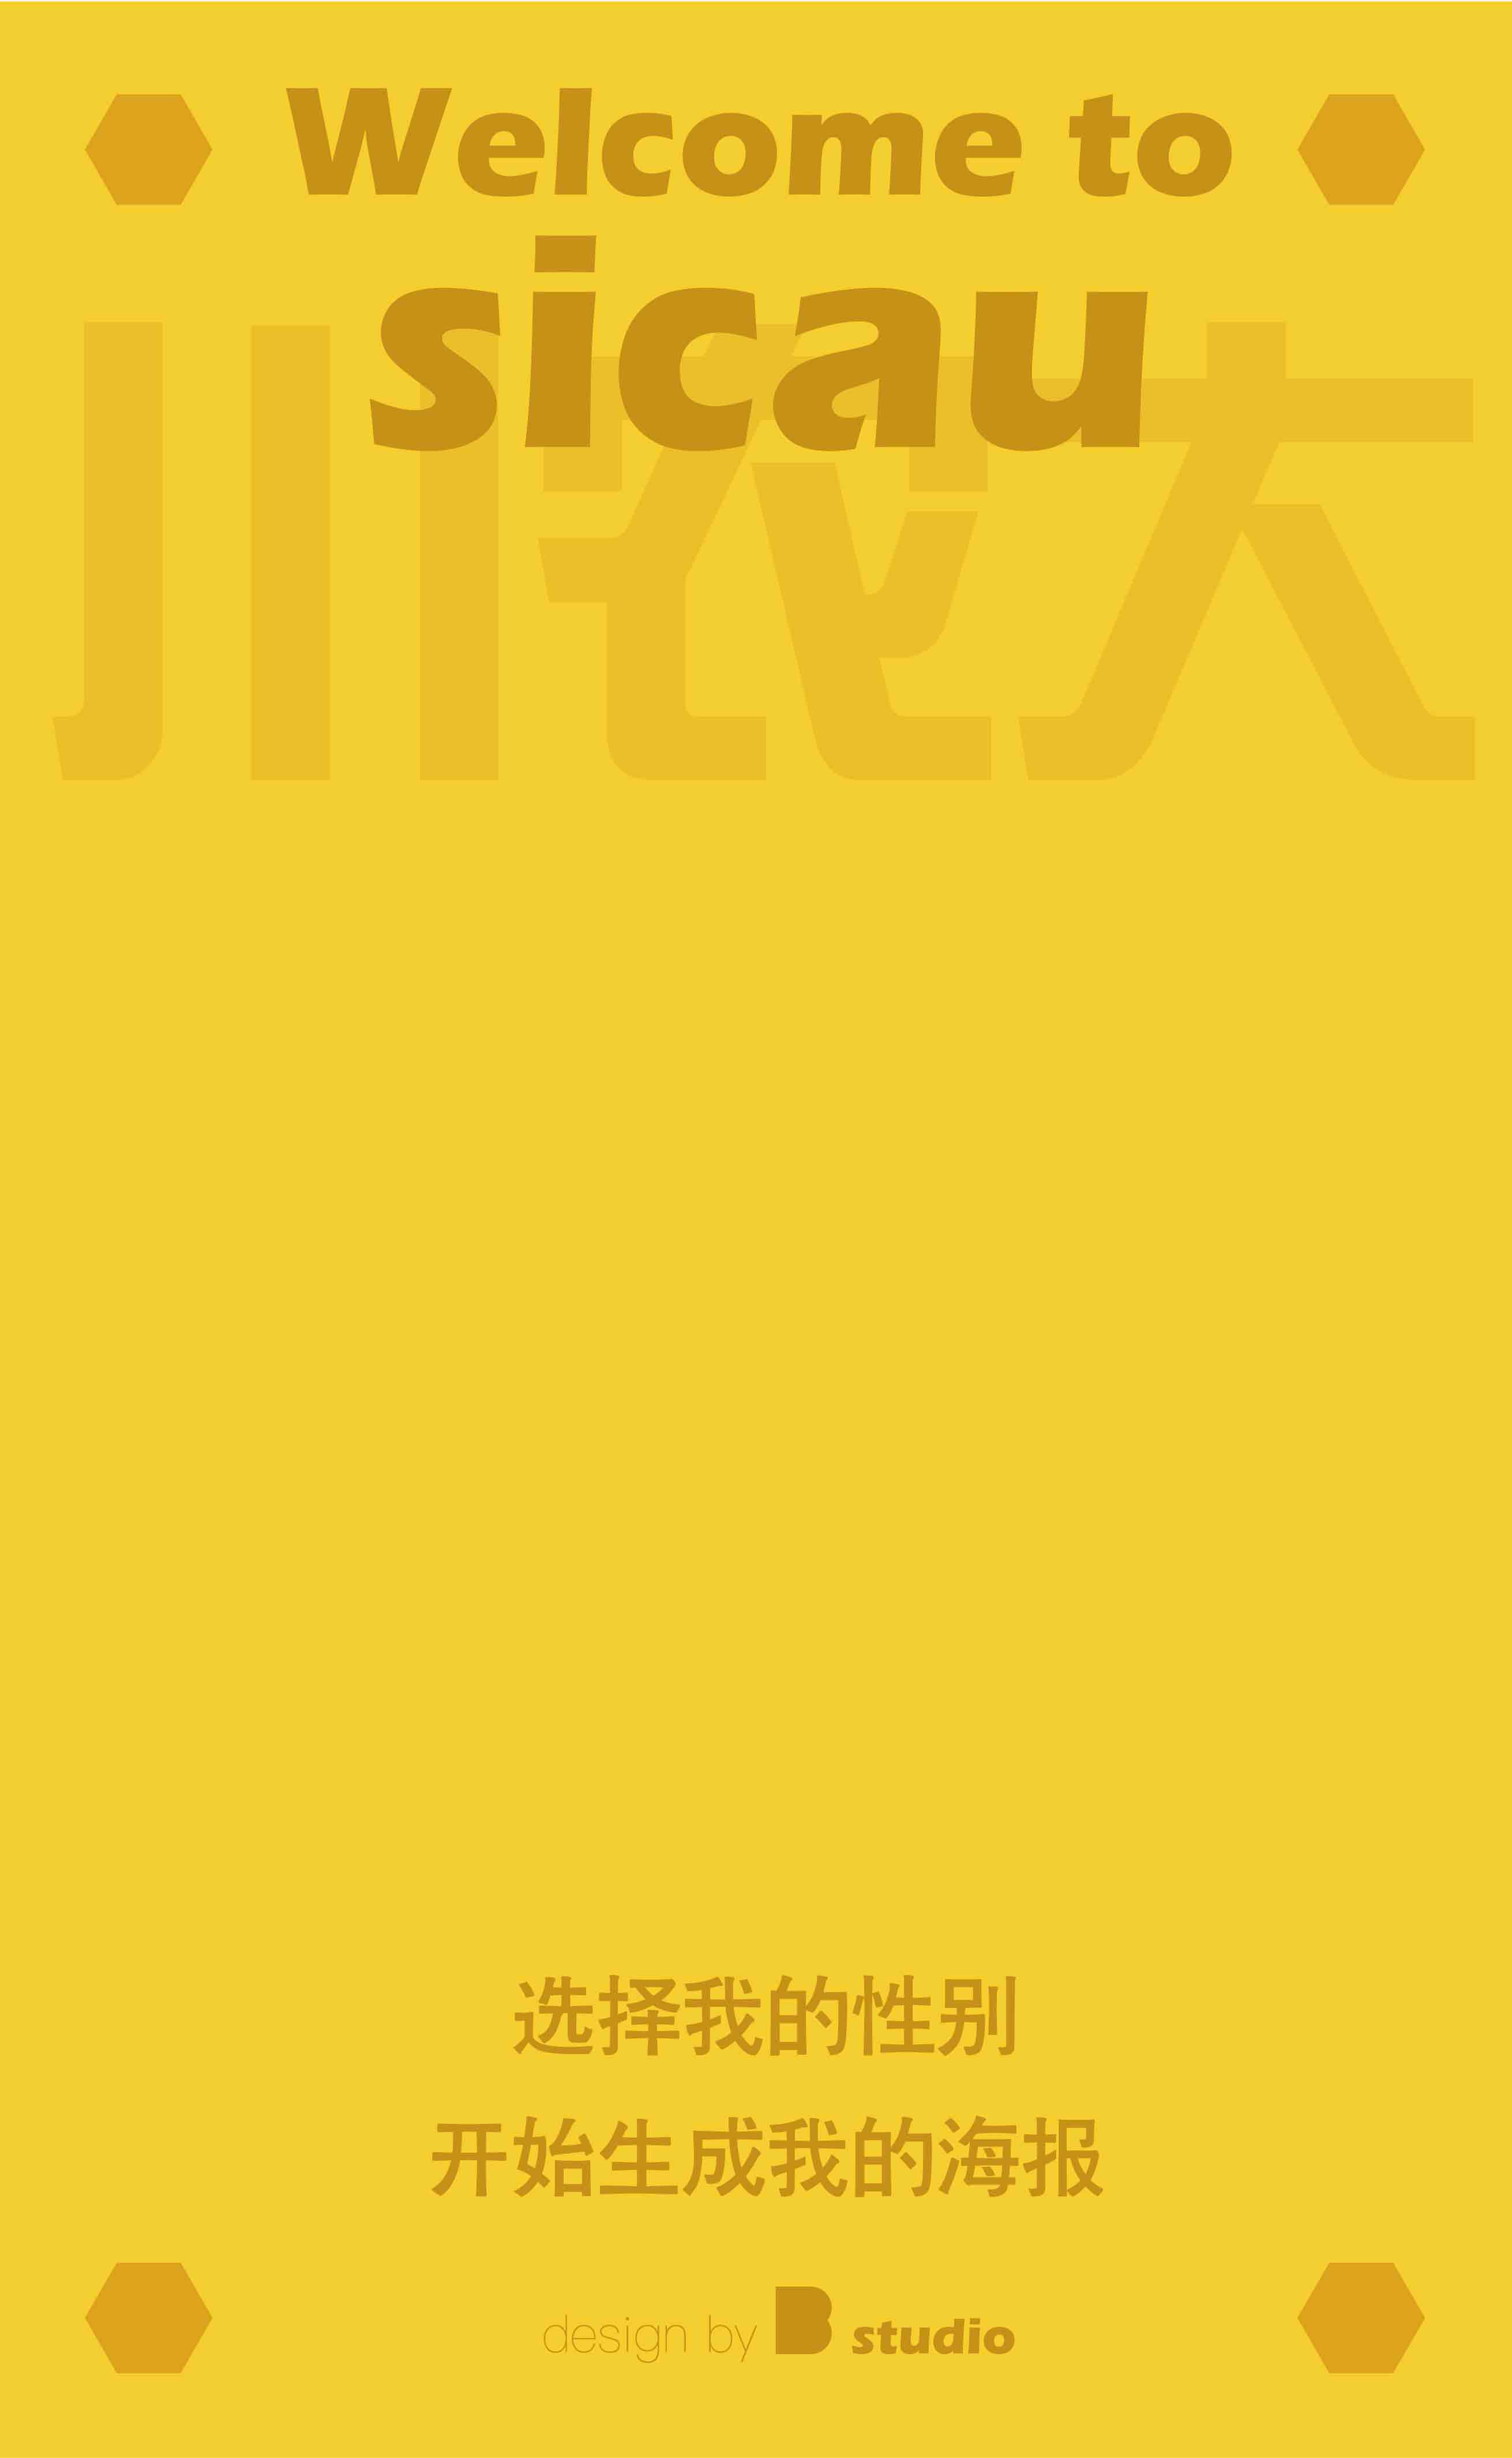 Welcome to
sicau
川农大
选择我的性别
开始生成我的海报
design by B studio